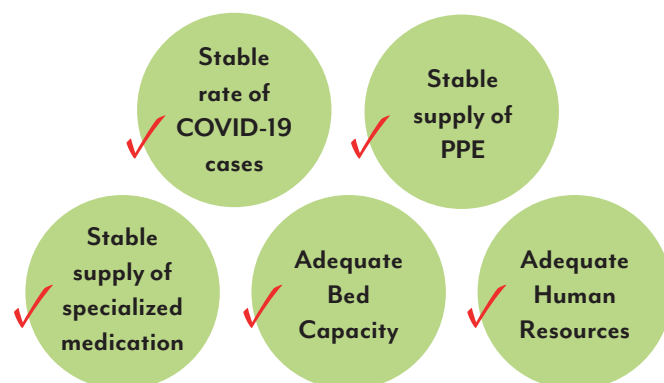 Stable
rate of
COVID-19
cases
Stable
supply of
PPE
Stable
supply of
specialized
medication
Adequate
Bed
Capacity
Adequate
Human
Resources